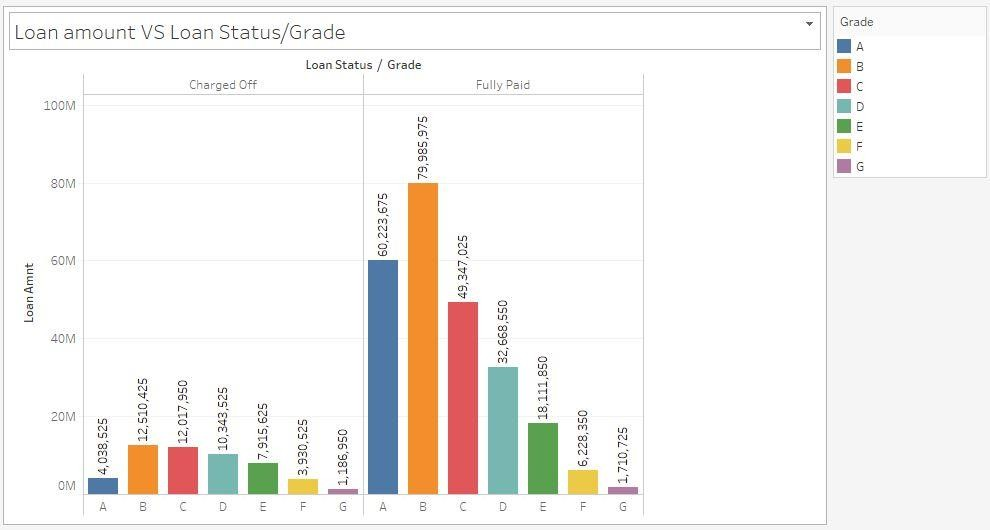 Loan amount VS Loan Status/Grade
Loan Status / Grade
Charged Off
Fully Paid
Loan Amnt
100M
80M
60M
40M
20M
0M
4,038,525
12,510,425
12,017,950
10,343,525
7,915,625
3,930,525
1,186,950
60,223,675
79,985,975
49,347,025
32,668,550
18,111,850
6,228,350
1,710,725
A B C D E F G A B C D E F G
Grade
A
B
C
D
E
F
G